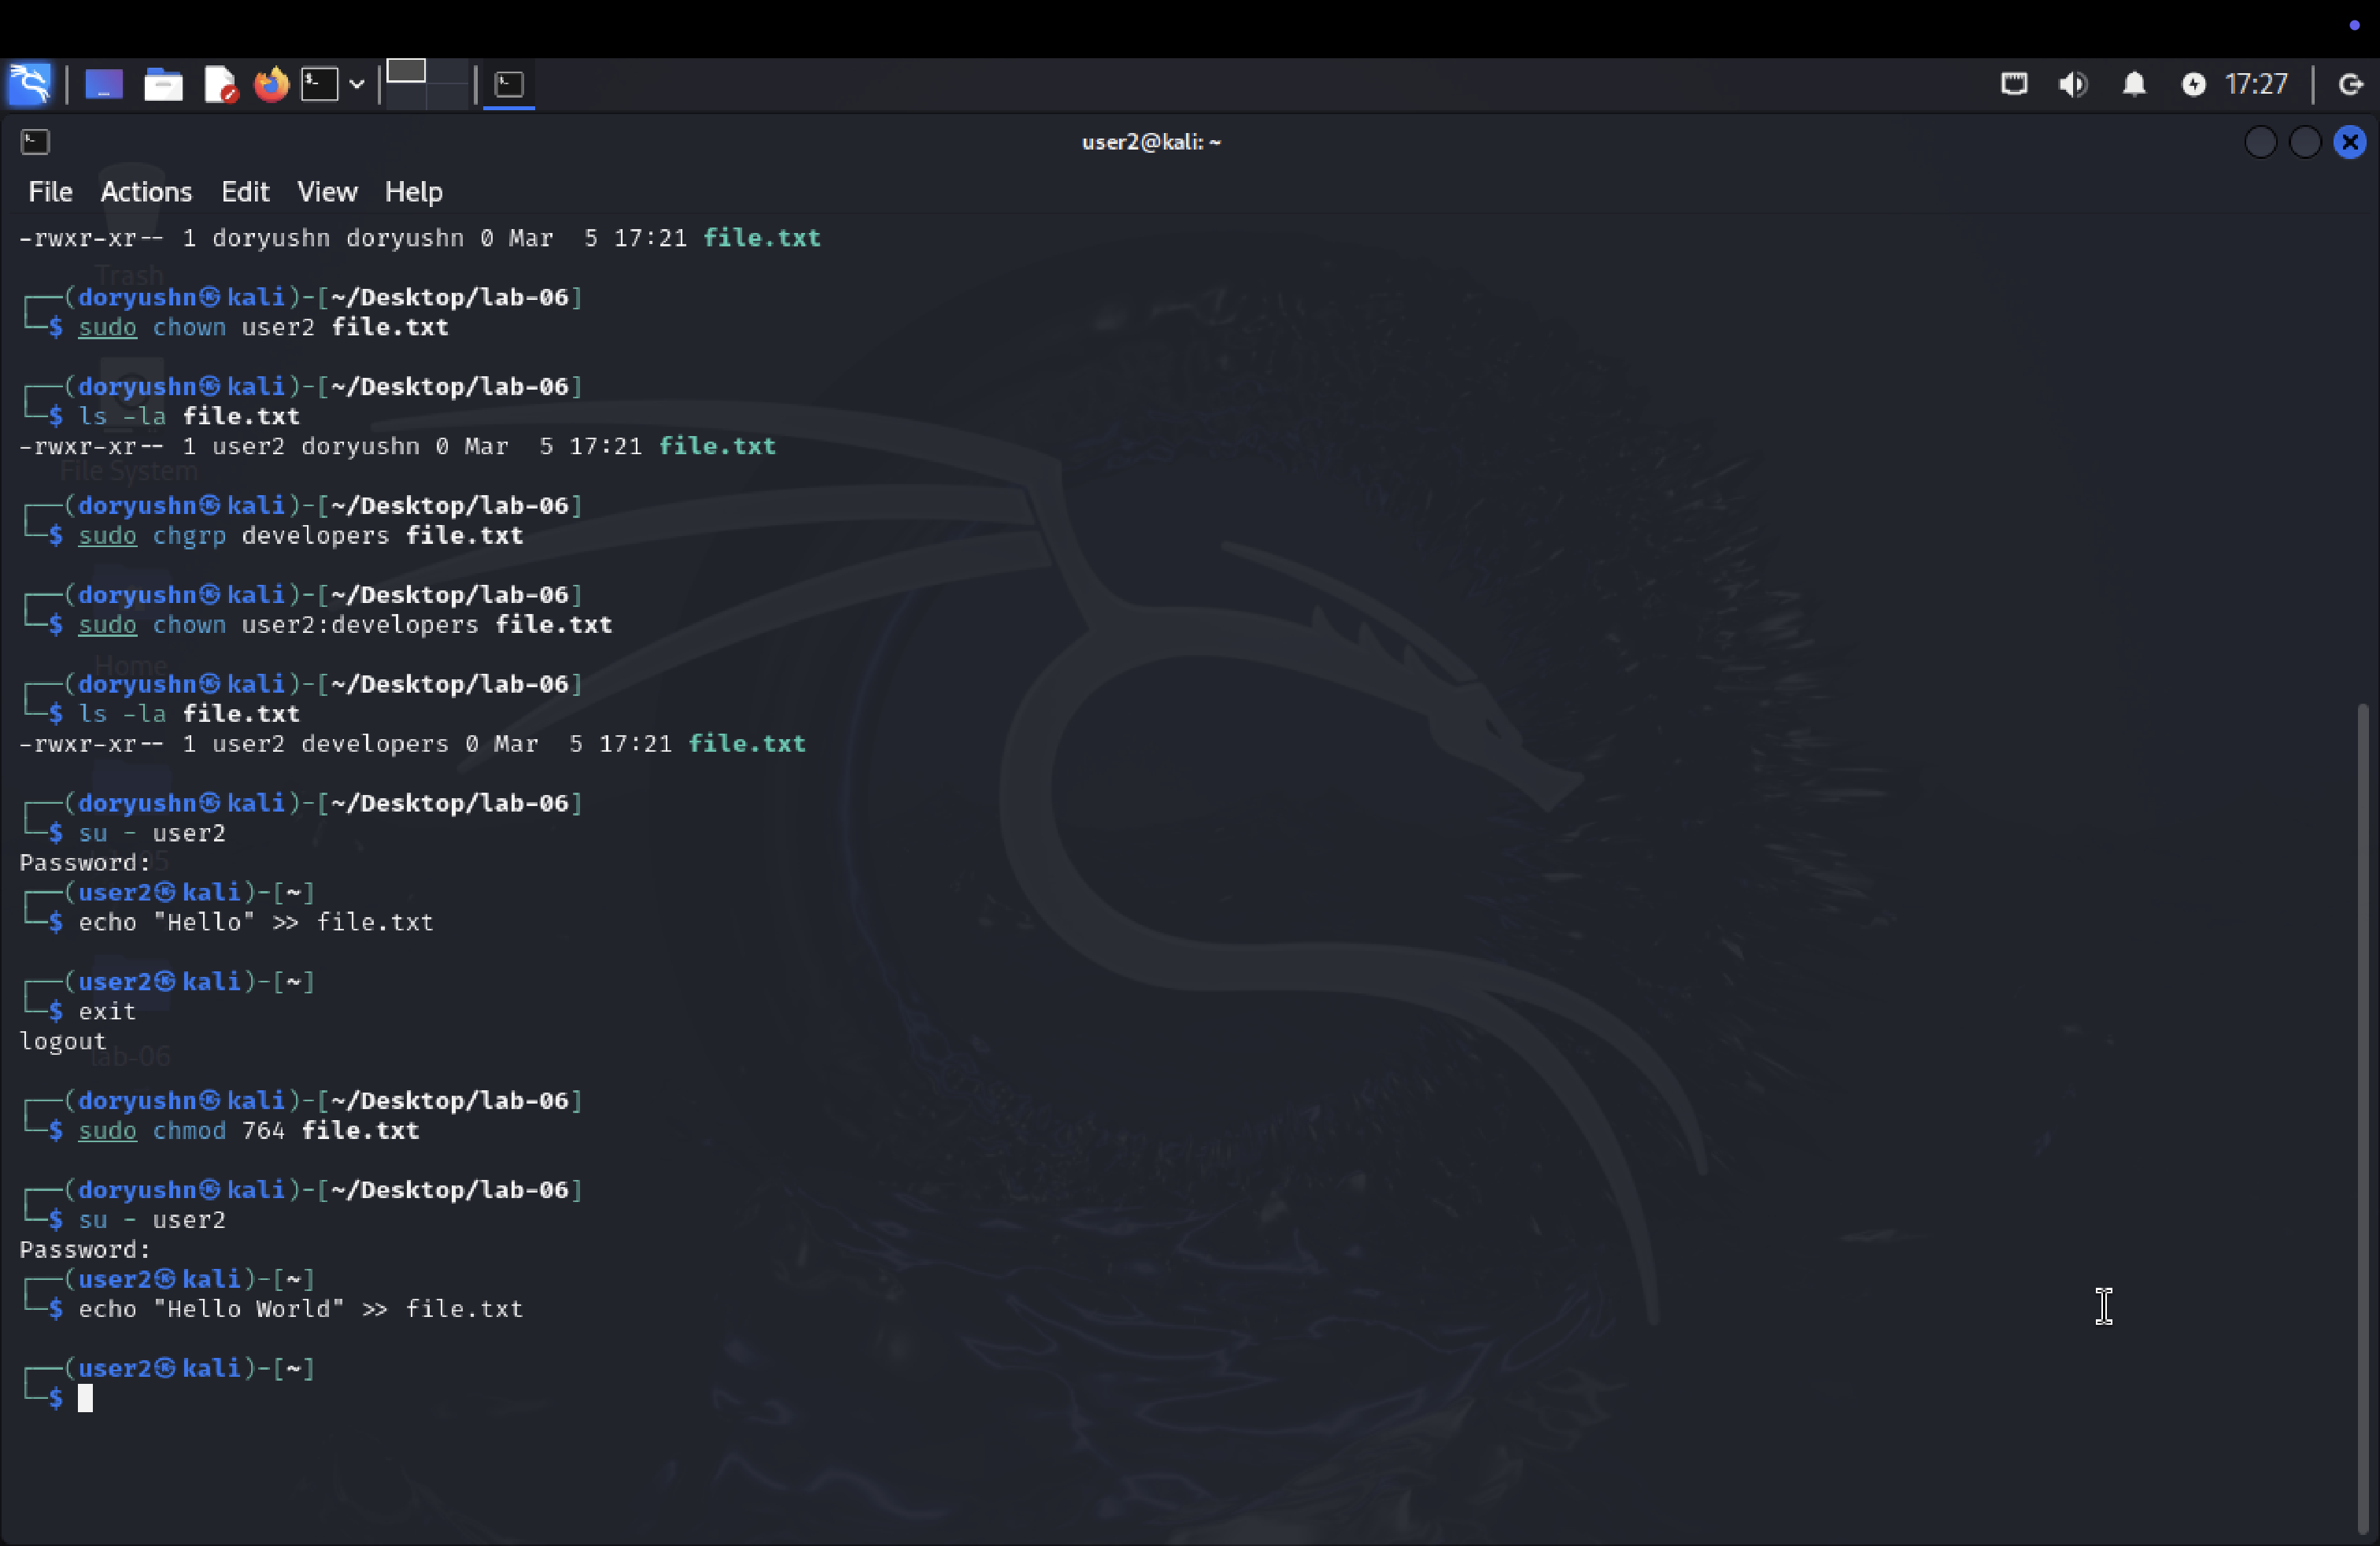 17:27
user2@kali: ~
File Actions Edit View Help
-rwxr-xr-- 1 doryushn doryushn 0 Mar  5 17:21 file.txt
Trash
┌──(doryushn㉿kali)-[~/Desktop/lab-06]
└─$ sudo chown user2 file.txt
┌──(doryushn㉿kali)-[~/Desktop/lab-06]
└─$ ls -la file.txt
-rwxr-xr-- 1 user2 doryushn 0 Mar  5 17:21 file.txt
File System
┌──(doryushn㉿kali)-[~/Desktop/lab-06]
└─$ sudo chgrp developers file.txt
┌──(doryushn㉿kali)-[~/Desktop/lab-06]
└─$ sudo chown user2:developers file.txt
Home
┌──(doryushn㉿kali)-[~/Desktop/lab-06]
└─$ ls -la file.txt
-rwxr-xr-- 1 user2 developers 0 Mar  5 17:21 file.txt
┌──(doryushn㉿kali)-[~/Desktop/lab-06]
└─$ su - user2
Password:
┌──(user2㉿kali)-[~]
└─$ echo "Hello" >> file.txt
┌──(user2㉿kali)-[~]
└─$ exit
logout
lab-06
┌──(doryushn㉿kali)-[~/Desktop/lab-06]
└─$ sudo chmod 764 file.txt
┌──(doryushn㉿kali)-[~/Desktop/lab-06]
└─$ su - user2
Password:
┌──(user2㉿kali)-[~]
└─$ echo "Hello World" >> file.txt
┌──(user2㉿kali)-[~]
└─$